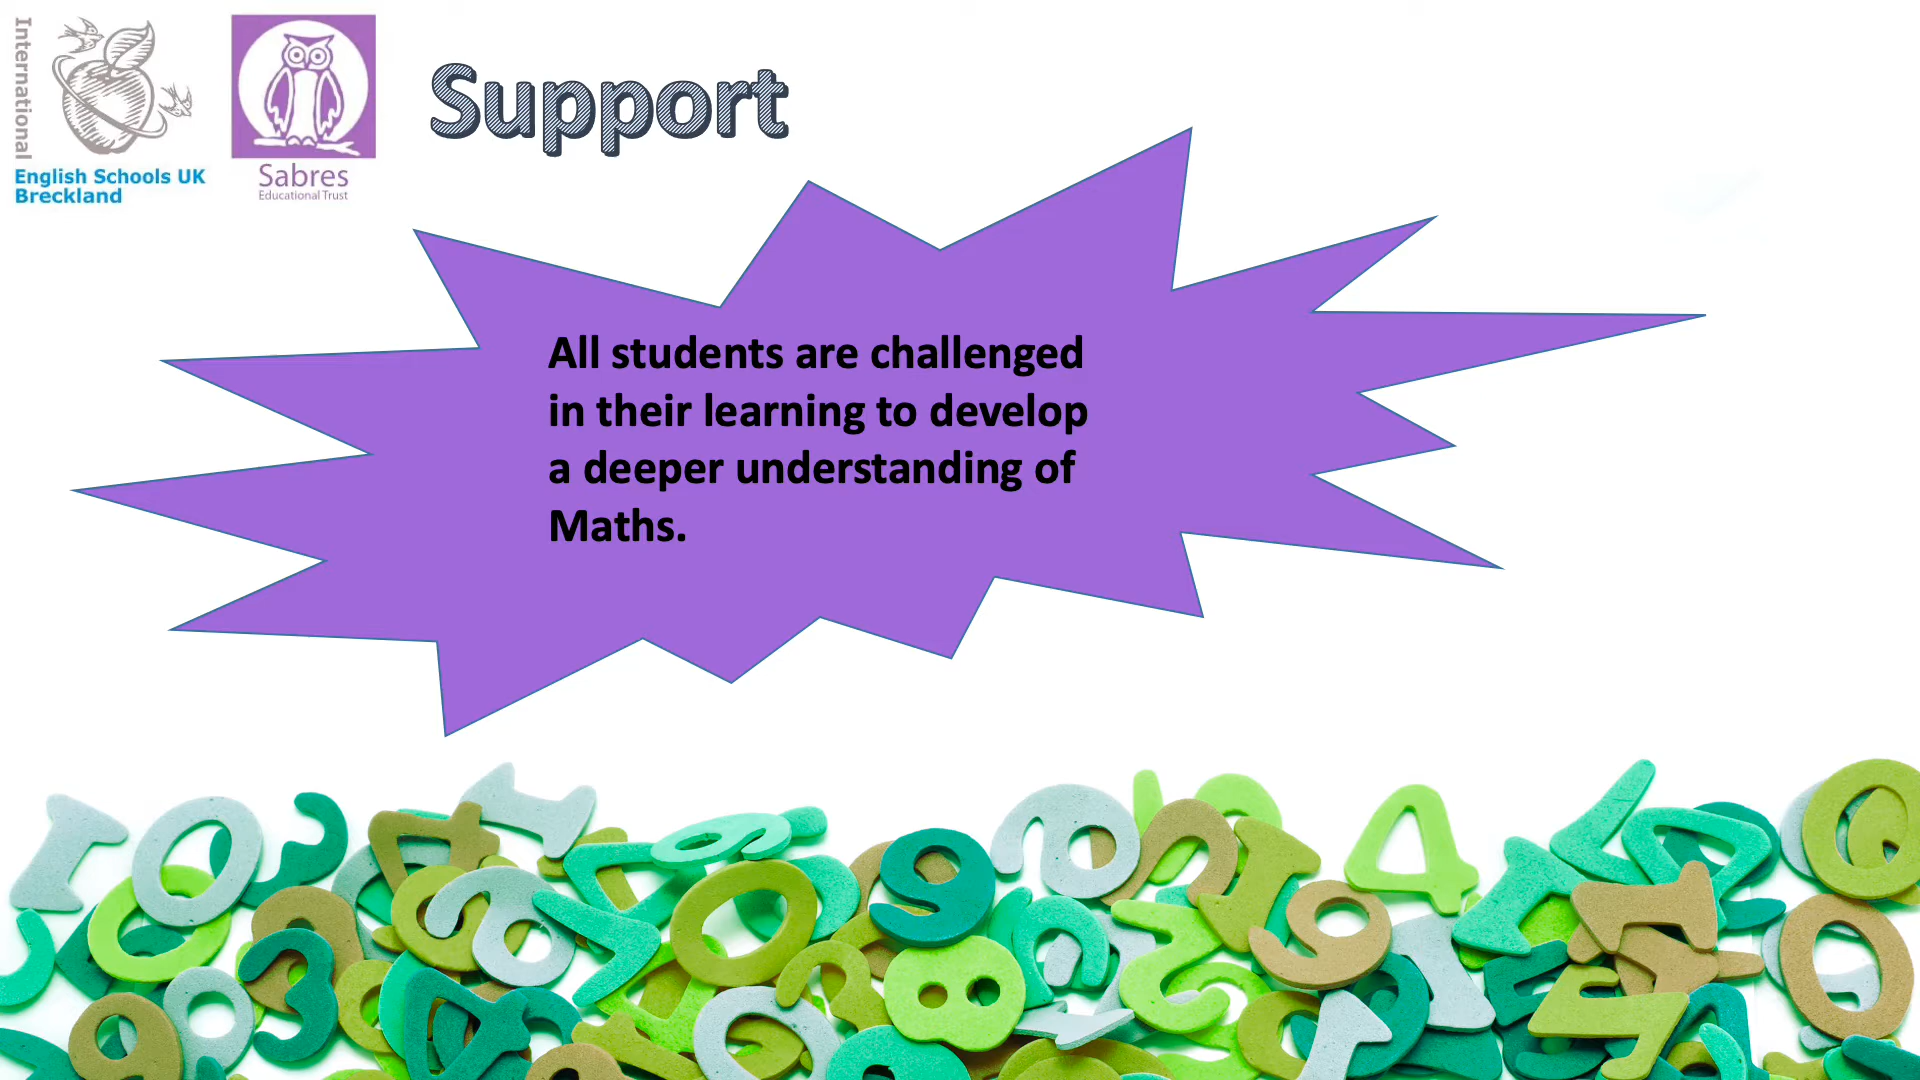 International
English Schools UK
Breckland
Sabres
Educational Trust
Support
All students are challenged
in their learning to develop
a deeper understanding of
Maths.